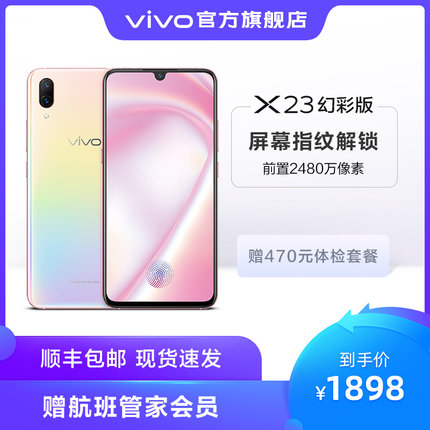 vivo官方旗舰店
X23幻彩版
屏幕指纹解锁
前置2480万像素
vivo
赠470元体检套餐
顺丰包邮 现货速发
到手价
¥1898
赠航班管家会员